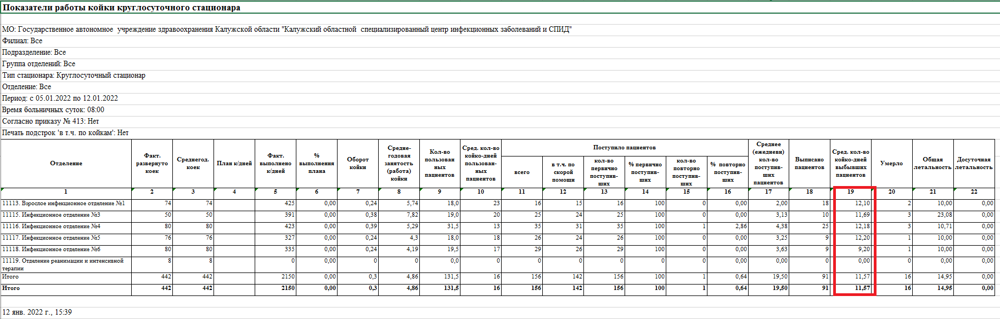 Показатели работы койки круглосуточного стационара
МО: Государственное автономное  учреждение здравоохранения Калужской области "Калужский областной  специализированный центр инфекционных заболеваний и СПИД"
Филиал: Все
Подразделение: Все
Группа отделений: Все
Тип стационара: Круглосуточный стационар
Отделение: Все
Период: с 05.01.2022 по 12.01.2022
Время больничных суток: 08:00
Согласно приказу № 413: Нет
Печать подстрок 'в т.ч. по койкам': Нет
Отделение
Факт.
развернуто
коек
Среднегод.
коек
План к/дней
Факт.
выполнено
к/дней
%
выполнения
плана
Оборот
койки
Средне-
годовая
занятость
(работа)
койки
Кол-во
пользован
ных
пациентов
Сред. кол-во
койко-дней
пользован-
ных
пациентов
Поступило пациентов
всего
в т.ч. по
скорой
помощи
кол-во
первично
поступив-
ших
% первично
поступив-
ших
кол-во
повторно
поступив-
ших
% повторно
поступив-
ших
Среднее
(ежедневн)
кол-во
поступив-
ших
пациентов
Выписано
пациентов
Сред. кол-во
койко-дней
выбывших
пациентов
Умерло
Общая
летальность
Досуточная
летальность
1 2 3 4 5 6 7 8 9 10 11 12 13 14 15 16 17 18 19 20 21 22
11113. Взрослое инфекционное отделение №1 74 74 425 0,00 0,24 5,74 18,0 23 16 15 16 100 0 0,00 2,00 18 12,10 2 10,00 0,00
11115. Инфекционное отделение №3 50 50 391 0,00 0,38 7,82 19,0 20 25 24 25 100 0 0,00 3,13 10 11,69 3 23,08 0,00
11116. Инфекционное отделение №4 80 80 423 0,00 0,39 5,29 31,5 13 35 31 35 100 1 2,86 4,38 25 12,18 3 10,71 0,00
11117. Инфекционное отделение №5 76 76 327 0,00 0,24 4,3 18,0 18 26 24 26 100 0 0,00 3,25 9 12,20 1 10,00 0,00
11118. Инфекционное отделение №6 80 80 335 0,00 0,24 4,19 19,5 17 29 26 29 100 0 0,00 3,63 9 9,20 1 10,00 0,00
11119. Отделение реанимации и интенсивной 8 8 0 0,00 0 0 0,0 0 0 0 0 0 0 0,00 0,00 0 0,00 0 0,00 0,00
терапии
Итого 442 442 2150 0,00 0,3 4,86 131,5 16 156 142 156 100 1 0,64 19,50 91 11,57 16 14,95 0,00
Итого 442 442 2150 0,00 0,3 4,86 131,5 16 156 142 156 100 1 0,64 19,50 91 11,57 16 14,95 0,00
12 янв. 2022 г., 15:39